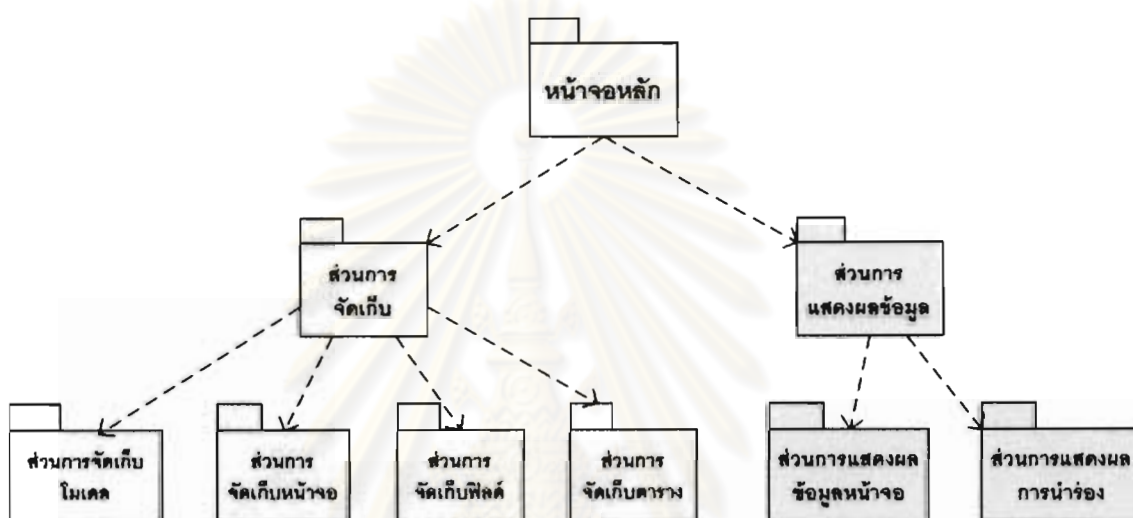 หน้าจอหลัก
ส่วนการ
จัดเก็บ
ส่วนการ
แสดงผลข้อมูล
ส่วนการจัดเก็บ
โมเดล
ส่วนการ
จัดเก็บหน้าจอ
ส่วนการ
จัดเก็บฟิลด์
ส่วนการ
จัดเก็บตาราง
ส่วนการแสดงผล
ข้อมูลหน้าจอ
ส่วนการแสดงผล
การนำร่อง